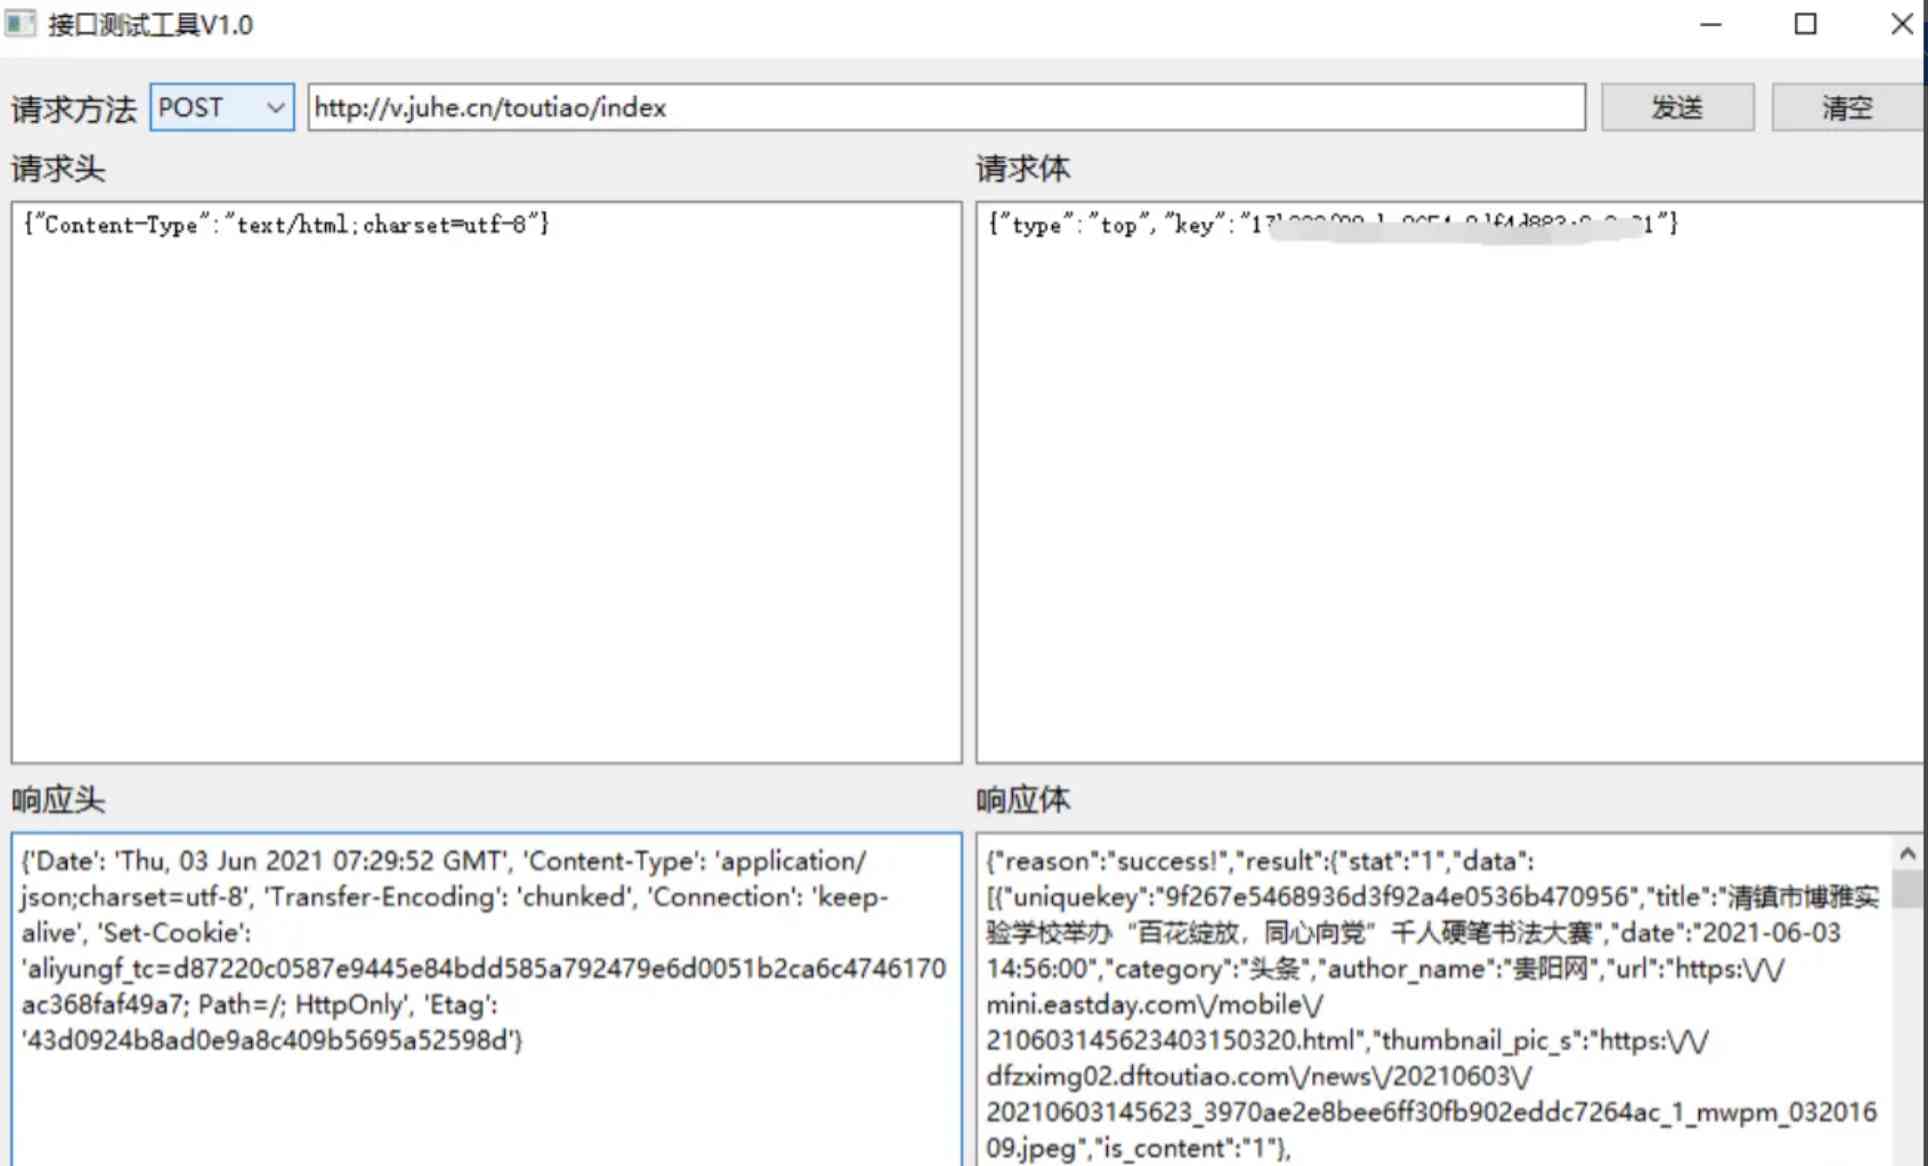 接口测试工具V1.0
请求方法 POST http://v.juhe.cn/toutiao/index 发送 清空
请求头
请求体
{"Content-Type":"text/html;charset=utf-8"}
{"type":"top","key":"1 1"}
响应头
响应体
{'Date': 'Thu, 03 Jun 2021 07:29:52 GMT', 'Content-Type': 'application/
json;charset=utf-8', 'Transfer-Encoding': 'chunked', 'Connection': 'keep-
alive', 'Set-Cookie':
'aliyungf_tc=d87220c0587e9445e84bdd585a792479e6d0051b2ca6c4746170
ac368faf49a7; Path=/; HttpOnly', 'Etag':
'43d0924b8ad0e9a8c409b5695a52598d'}
{"reason":"success!","result":{"stat":"1","data":
[{"uniquekey":"9f267e5468936d3f92a4e0536b470956","title":"清镇市博雅实
验学校举办“百花绽放，同心向党”千人硬笔书法大赛","date":"2021-06-03
14:56:00","category":"头条","author_name":"贵阳网","url":"https:\/\/
mini.eastday.com\/mobile\/
210603145623403150320.html","thumbnail_pic_s":"https:\/\/
dfzximg02.dftoutiao.com\/news\/20210603\/
20210603145623_3970ae2e8bee6ff30fb902eddc7264ac_1_mwpm_032016
09.jpeg","is_content":"1"},